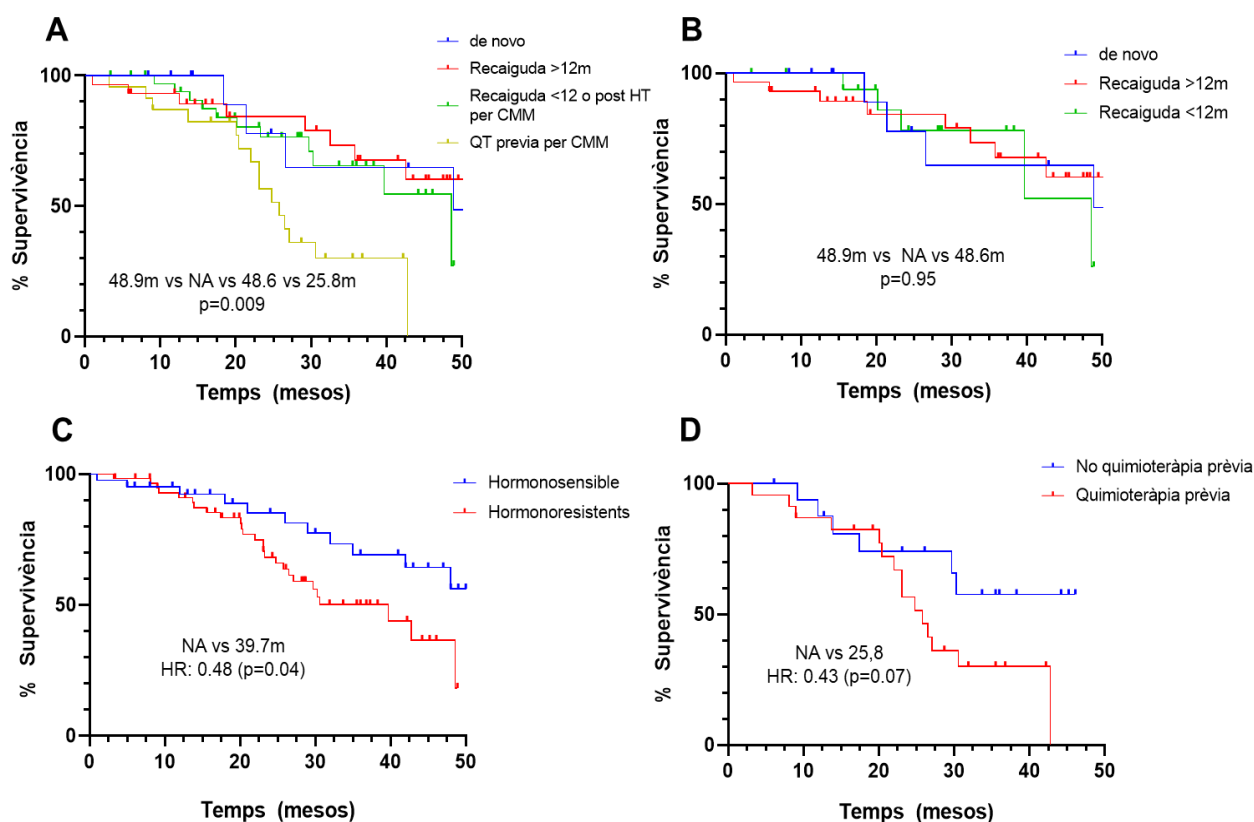 A
de novo
Recaiguda >12m
Recaiguda <12 o post HT
per CMM
QT previa per CMM
% Supervivència
100
50
0
48.9m vs NA vs 48.6 vs 25.8m
p=0.009
0 10 20 30 40 50
Temps (mesos)
B
de novo
Recaiguda >12m
Recaiguda <12m
% Supervivència
100
50
0
48.9m vs NA vs 48.6m
p=0.95
0 10 20 30 40 50
Temps (mesos)
C
Hormonosensible
Hormonoresistents
% Supervivència
100
50
0
NA vs 39.7m
HR: 0.48 (p=0.04)
0 10 20 30 40 50
Temps (mesos)
D
No quimioteràpia prèvia
Quimioteràpia prèvia
% Supervivència
100
50
0
NA vs 25,8
HR: 0.43 (p=0.07)
0 10 20 30 40 50
Temps (mesos)